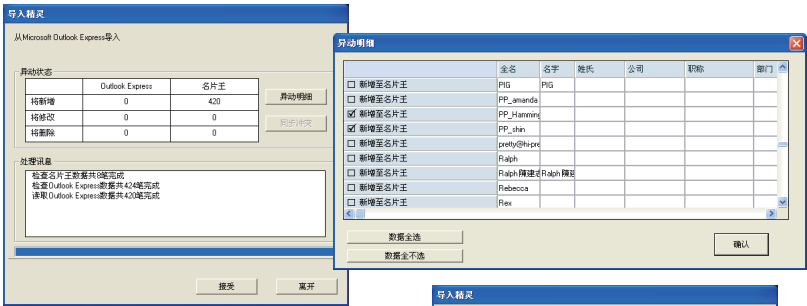 导入精灵
从Microsoft Outlook Express导入
异动状态
Outlook Express 名片王
将新增 0 420
将修改 0 0
将删除 0 0
异动明细
同步冲突
处理讯息
检查名片王数据共8笔完成
检查Outlook Express数据共424笔完成
读取Outlook Express数据共420笔完成
接受 离开
异动明细
全名 名字 姓氏 公司 职称 部门
新增至名片王 PIG PIG
新增至名片王 PP_amanda
新增至名片王 PP_Hamming
新增至名片王 PP_shin
新增至名片王 pretty@hi-pre
新增至名片王 Ralph
新增至名片王 Ralph 陳建志 Ralph 陳建
新增至名片王 Rebecca
新增至名片王 Rex
数据全选
数据全不选
确认
导入精灵